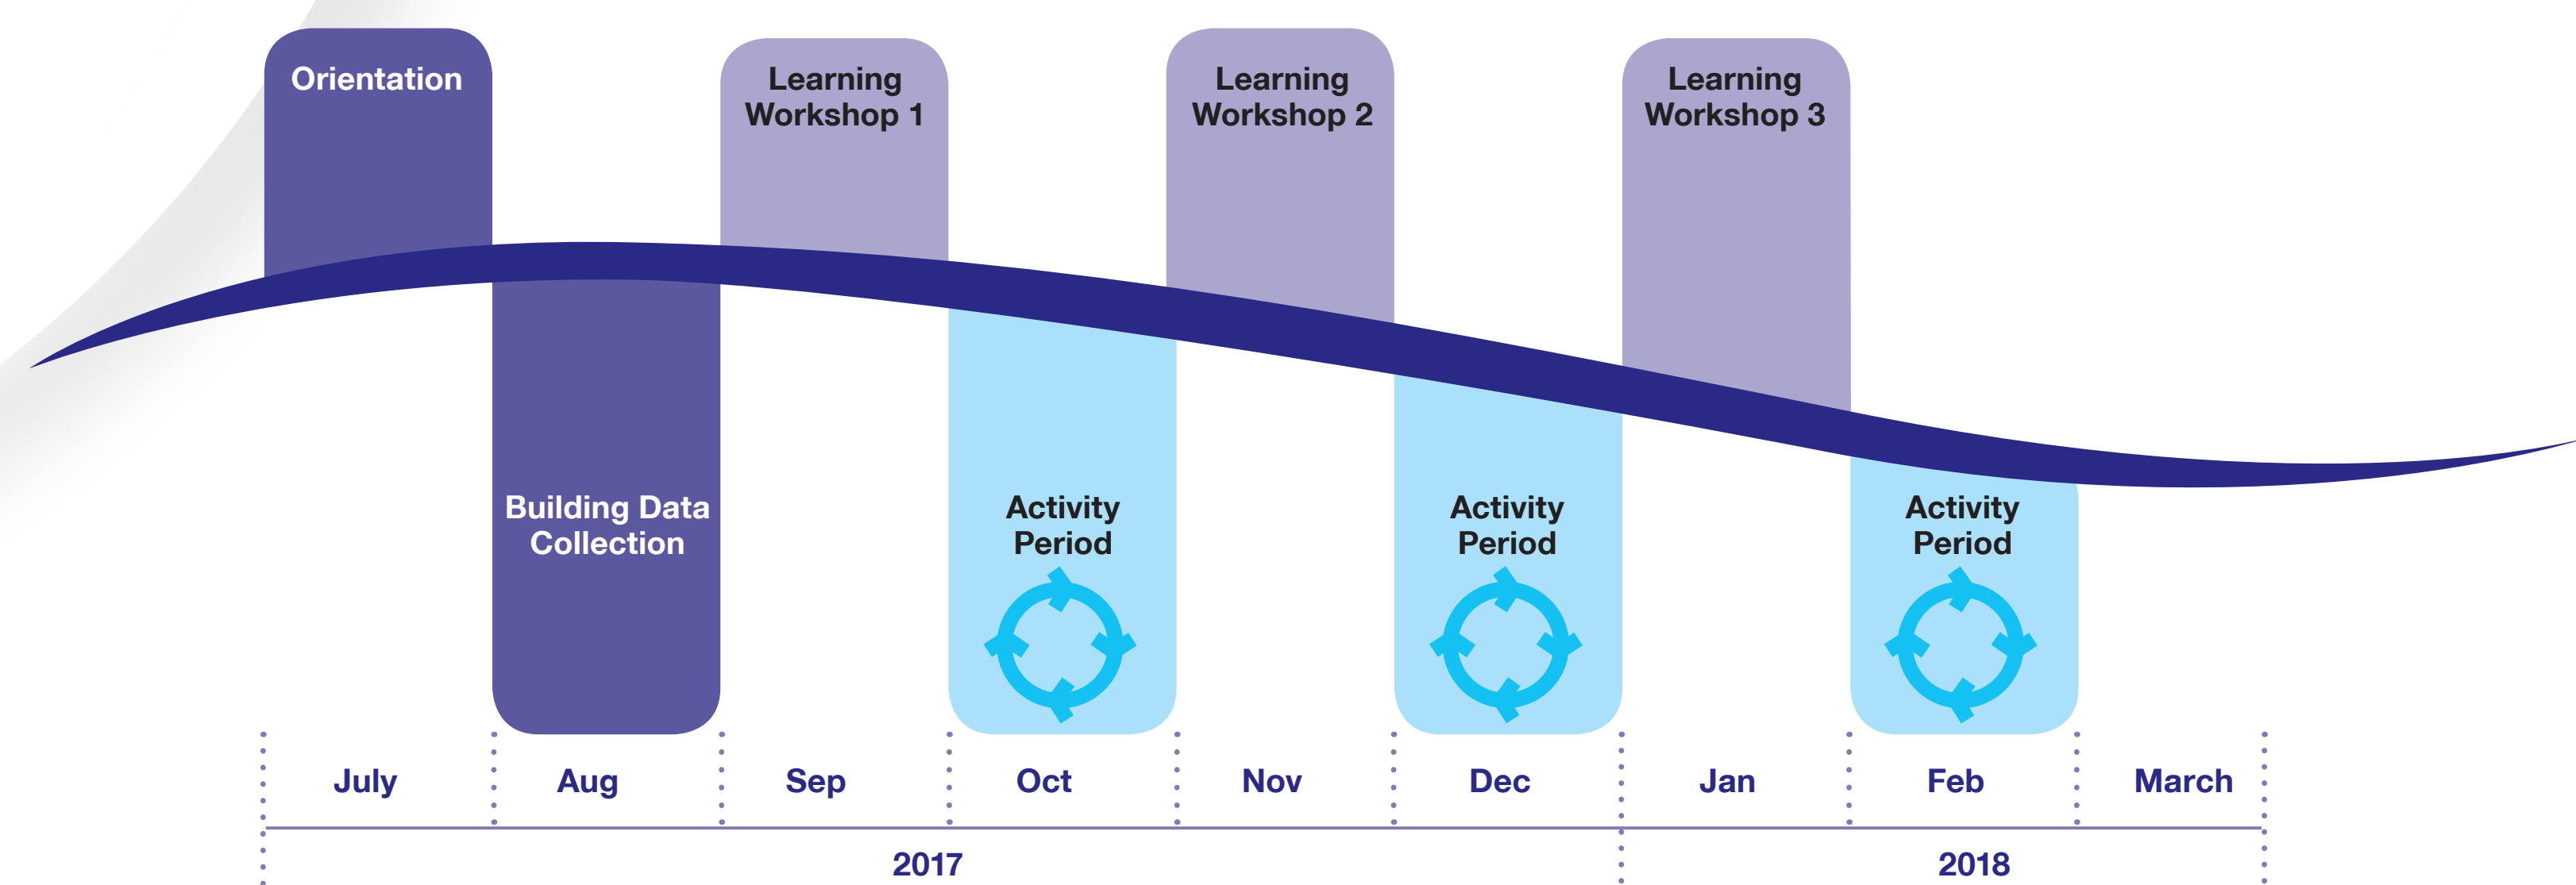 Orientation
Learning
Workshop 1
Learning
Workshop 2
Learning
Workshop 3
Building Data
Collection
Activity
Period
Activity
Period
Activity
Period
July
Aug
Sep
Oct
Nov
Dec
Jan
Feb
March
2017
2018